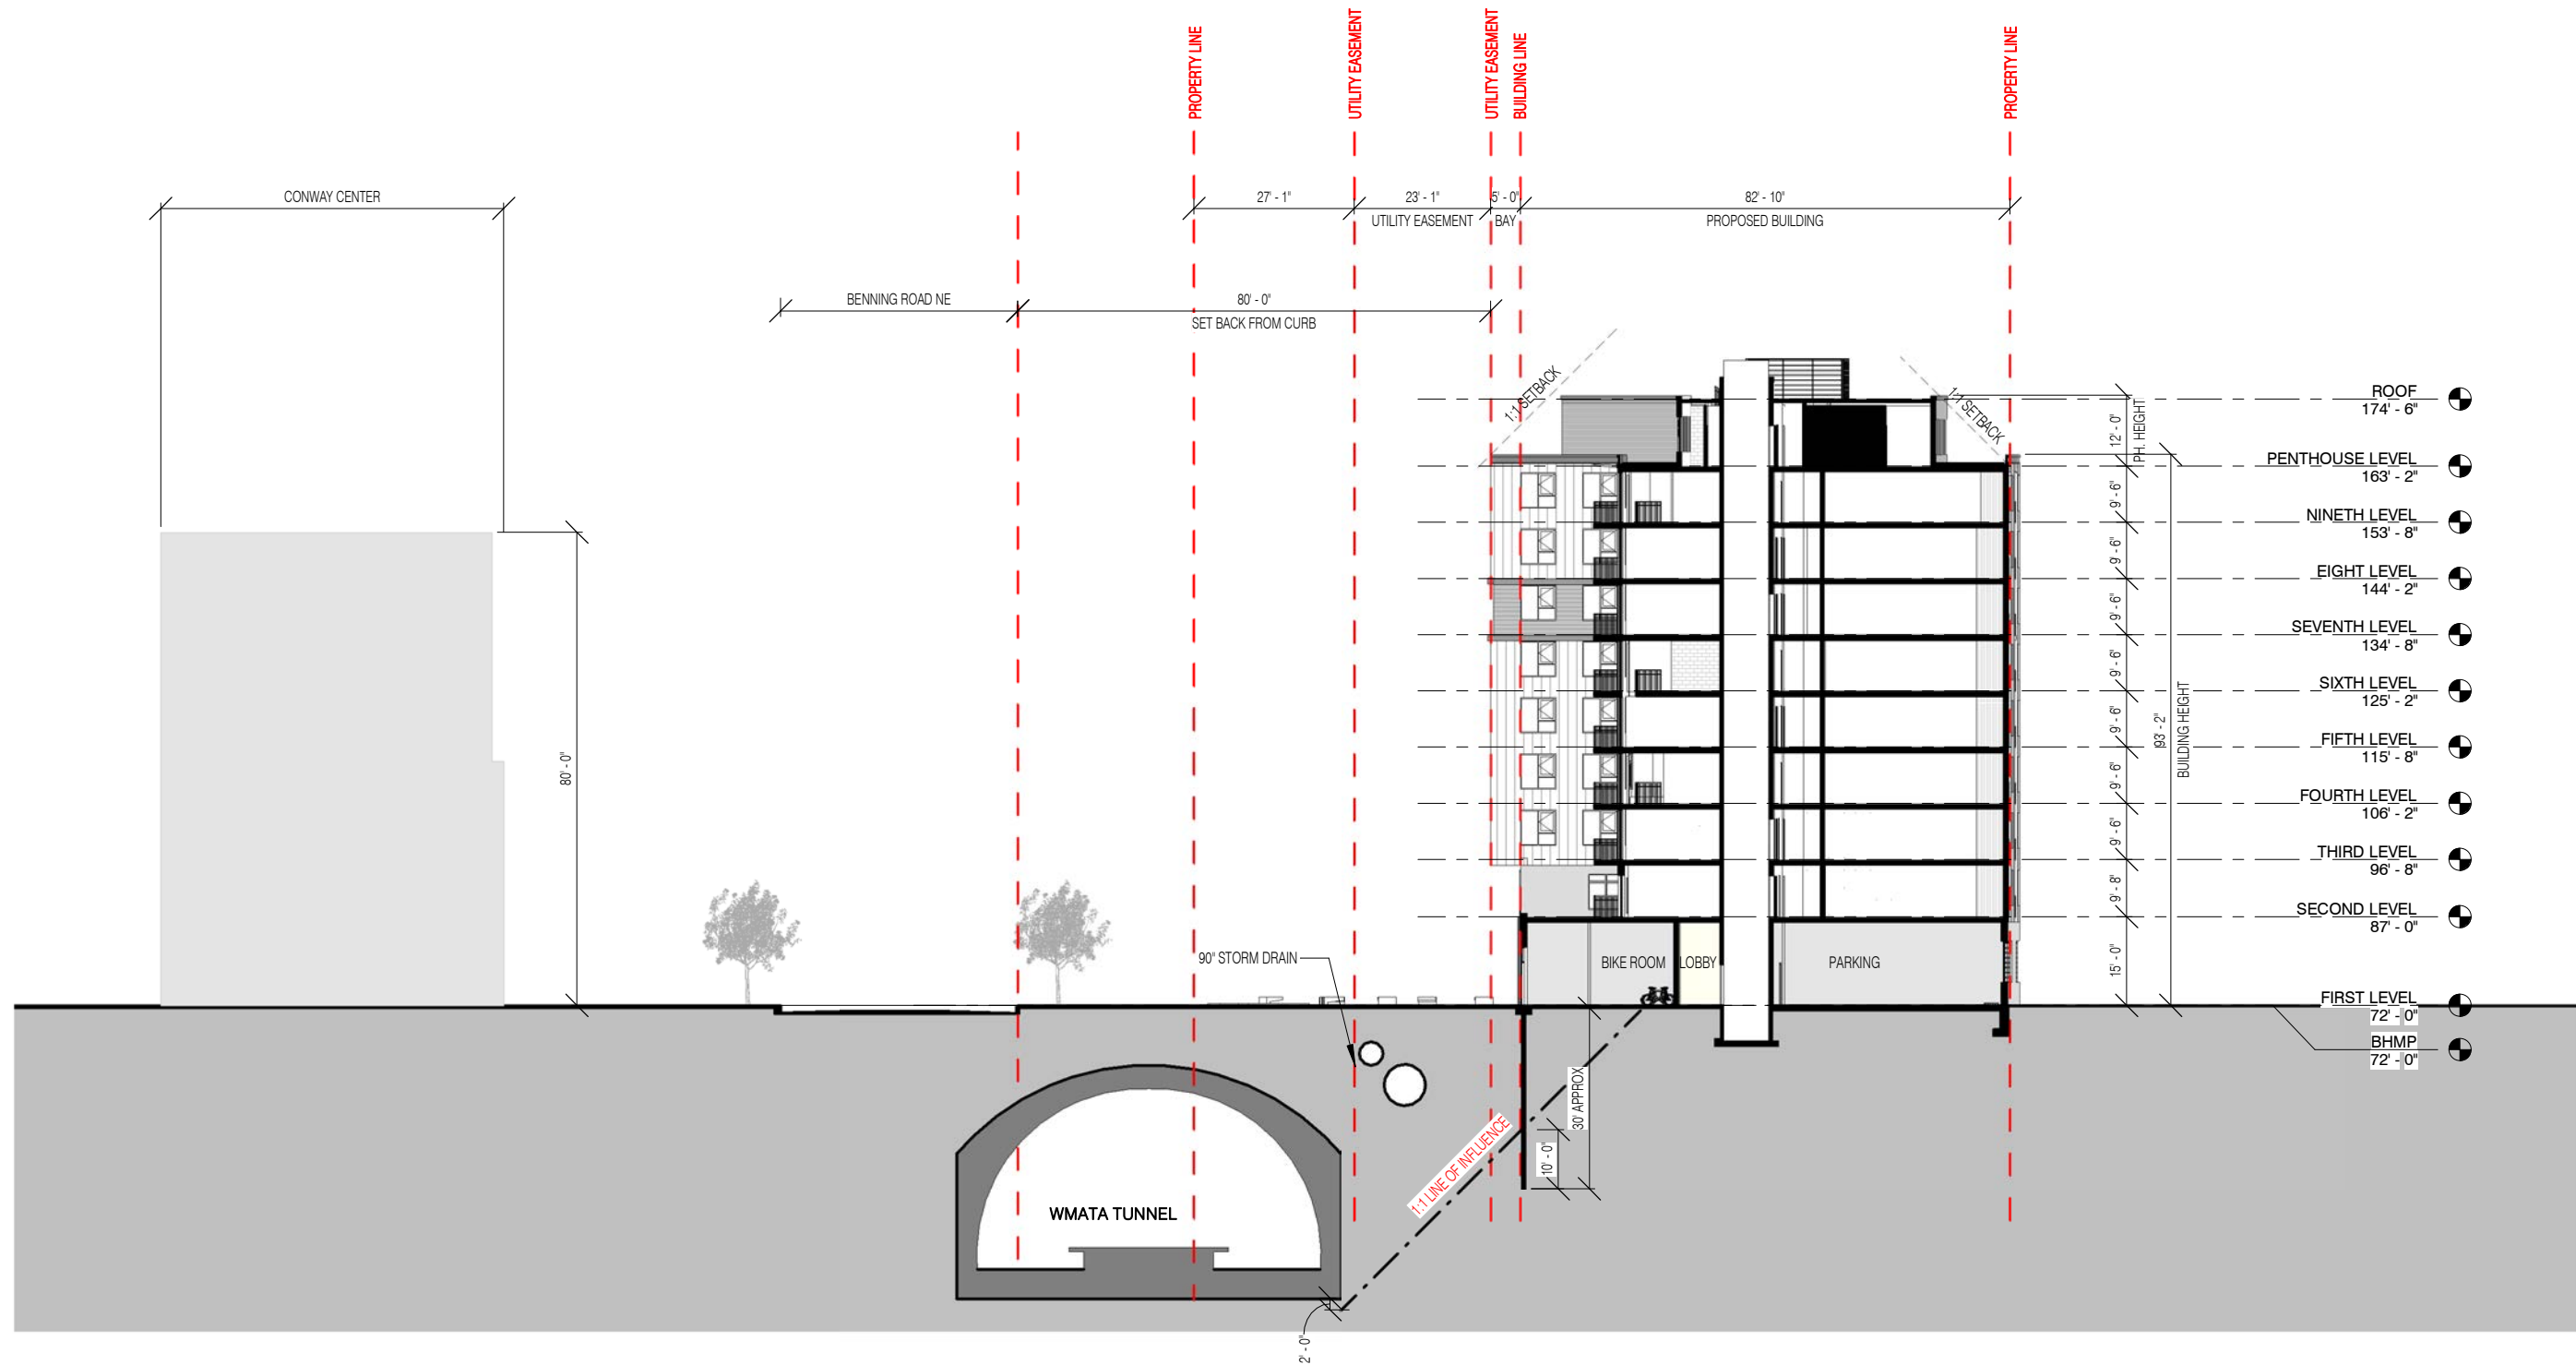 PROPERTY LINE
UTILITY EASEMENT
UTILITY EASEMENT
BUILDING LINE
PROPERTY LINE
CONWAY CENTER
27' - 1"
23' - 1"
UTILITY EASEMENT
5' - 0"
BAY
82' - 10"
PROPOSED BUILDING
BENNING ROAD NE
80' - 0"
SET BACK FROM CURB
1:1 SETBACK
1:1 SETBACK
12' - 0"
PH. HEIGHT
ROOF
174' - 6"
PENTHOUSE LEVEL
163' - 2"
9' - 6"
NINETH LEVEL
153' - 8"
9' - 6"
EIGHT LEVEL
144' - 2"
9' - 6"
SEVENTH LEVEL
134' - 8"
9' - 6"
SIXTH LEVEL
125' - 2"
9' - 6"
93' - 2"
BUILDING HEIGHT
FIFTH LEVEL
115' - 8"
9' - 6"
FOURTH LEVEL
106' - 2"
9' - 6"
THIRD LEVEL
96' - 8"
9' - 8"
SECOND LEVEL
87' - 0"
15' - 0"
FIRST LEVEL
72' - 0"
BHMP
72' - 0"
80' - 0"
90" STORM DRAIN
BIKE ROOM
LOBBY
PARKING
30' APPROX
10' - 0"
1:1 LINE OF INFLUENCE
WMATA TUNNEL
2' - 0"